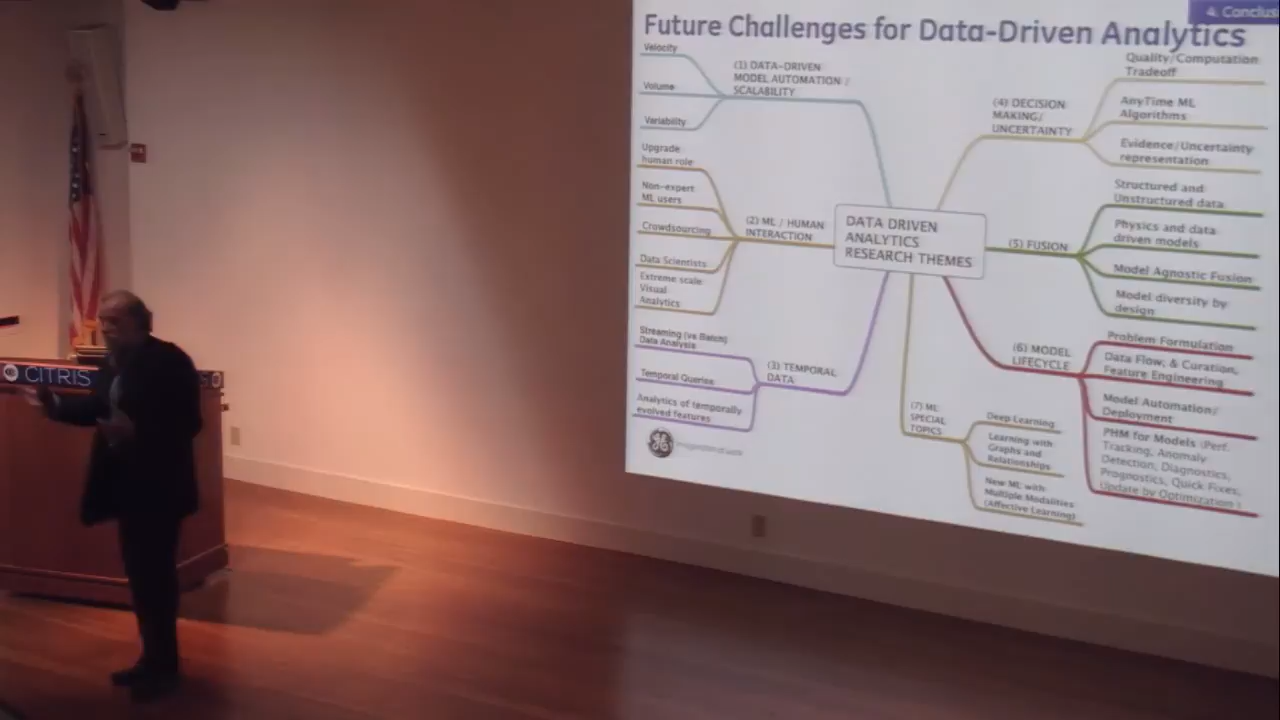 4. Conclusi
Future Challenges for Data-Driven Analytics
Velocity
Volume
Variability
(1) DATA-DRIVEN
MODEL AUTOMATION /
SCALABILITY
Upgrade
human role
Non-expert
ML users
Crowdsourcing
Data Scientists
Extreme scale
Visual
Analytics
(2) ML / HUMAN
INTERACTION
Streaming (vs Batch)
Data Analysis
Temporal Queries
Analytics of temporally
evolved features
(3) TEMPORAL
DATA
DATA DRIVEN
ANALYTICS
RESEARCH THEMES
(4) DECISION
MAKING/
UNCERTAINTY
Quality/Computation
Tradeoff
AnyTime ML
Algorithms
Evidence/Uncertainty
representation
(5) FUSION
Structured and
Unstructured data
Physics and data
driven models
Model Agnostic Fusion
Model diversity by
design
(6) MODEL
LIFECYCLE
Problem Formulation
Data Flow, & Curation,
Feature Engineering
Model Automation/
Deployment
PHM for Models (Perf.
Tracking, Anomaly
Detection, Diagnostics,
Prognostics, Quick Fixes,
Update by Optimization)
(7) ML
SPECIAL
TOPICS
Deep Learning
Learning with
Graphs and
Relationships
New ML with
Multiple Modalities
(Affective Learning)
GE
CITRIS